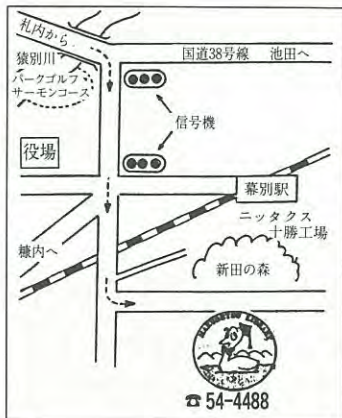 札内から
国道38号線 池田へ
猿別川
パークゴルフ
サーモンコース
信号機
役場
幕別駅
ニッタクス
十勝工場
糠内へ
新田の森
MAKUBETSU LIBRARY
☎ 54-4488